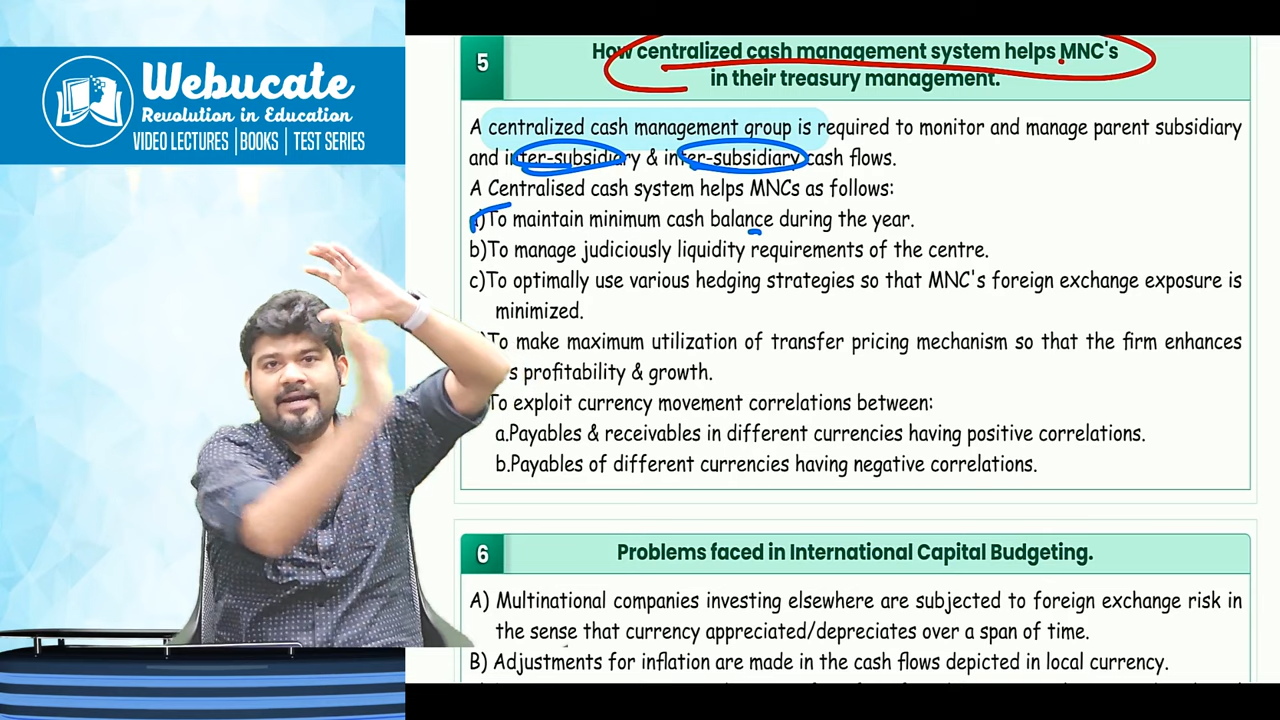 Webucate
Revolution in Education
VIDEO LECTURES | BOOKS | TEST SERIES
5
How centralized cash management system helps MNC's
in their treasury management.
A centralized cash management group is required to monitor and manage parent subsidiary
and inter-subsidiary & inter-subsidiary cash flows.
A Centralised cash system helps MNCs as follows:
a)To maintain minimum cash balance during the year.
b)To manage judiciously liquidity requirements of the centre.
c)To optimally use various hedging strategies so that MNC's foreign exchange exposure is
minimized.
)To make maximum utilization of transfer pricing mechanism so that the firm enhances
s profitability & growth.
To exploit currency movement correlations between:
a.Payables & receivables in different currencies having positive correlations.
b.Payables of different currencies having negative correlations.
6
Problems faced in International Capital Budgeting.
A) Multinational companies investing elsewhere are subjected to foreign exchange risk in
the sense that currency appreciated/depreciates over a span of time.
B) Adjustments for inflation are made in the cash flows depicted in local currency.